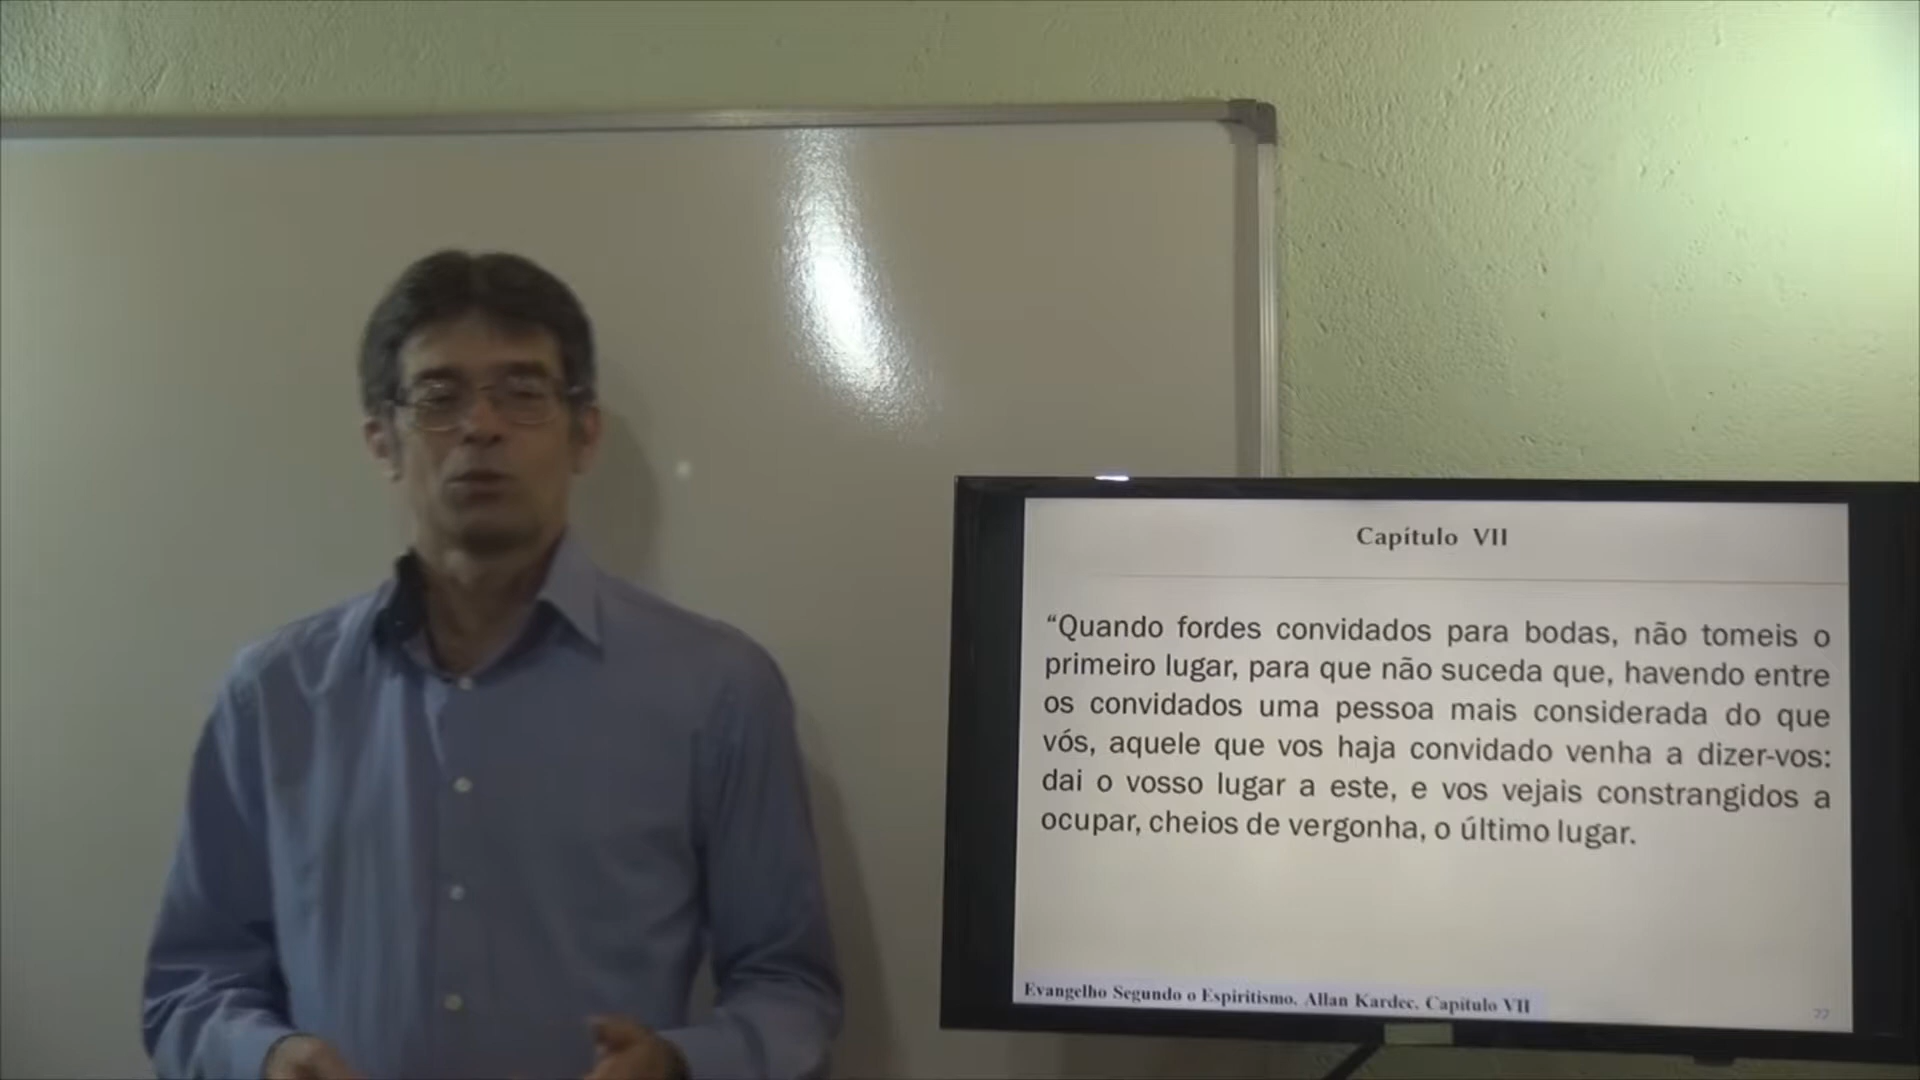 Capítulo VII
“Quando fordes convidados para bodas, não tomeis o
primeiro lugar, para que não suceda que, havendo entre
os convidados uma pessoa mais considerada do que
vós, aquele que vos haja convidado venha a dizer-vos:
dai o vosso lugar a este, e vos vejais constrangidos a
ocupar, cheios de vergonha, o último lugar.
Evangelho Segundo o Espiritismo, Allan Kardec, Capítulo VII
22